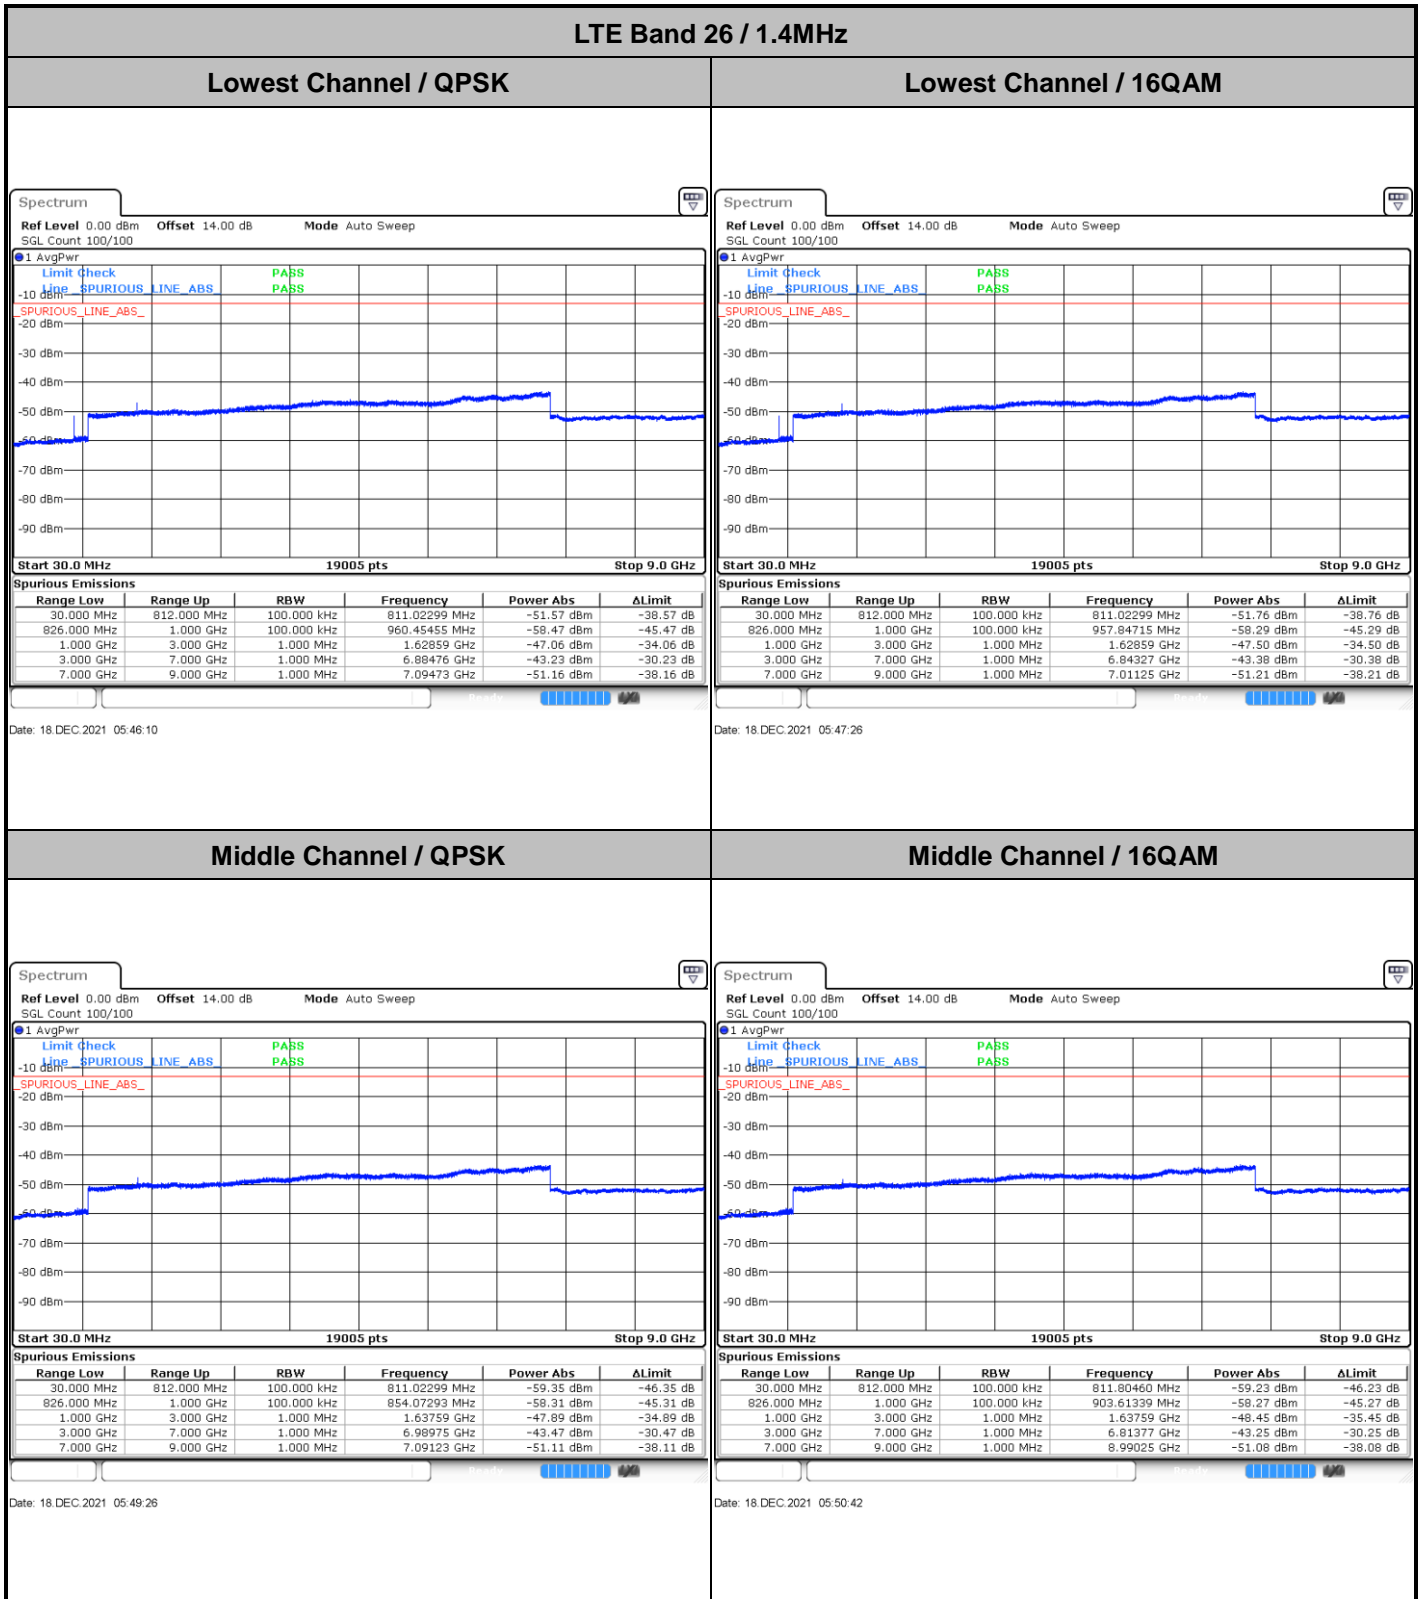 LTE Band 26 / 1.4MHz
Lowest Channel / QPSK
Lowest Channel / 16QAM
Spectrum
Ref Level 0.00 dBm Offset 14.00 dB Mode Auto Sweep
SGL Count 100/100
1 AvgPwr
Limit Check PASS
Line _SPURIOUS_LINE_ABS_ PASS
-10 dBm
_SPURIOUS_LINE_ABS_
-20 dBm
-30 dBm
-40 dBm
-50 dBm
-60 dBm
-70 dBm
-80 dBm
-90 dBm
Start 30.0 MHz 19005 pts Stop 9.0 GHz
Spurious Emissions
Range Low Range Up RBW Frequency Power Abs ΔLimit
30.000 MHz 812.000 MHz 100.000 kHz 811.02299 MHz -51.57 dBm -38.57 dB
826.000 MHz 1.000 GHz 100.000 kHz 960.45455 MHz -58.47 dBm -45.47 dB
1.000 GHz 3.000 GHz 1.000 MHz 1.62859 GHz -47.06 dBm -34.06 dB
3.000 GHz 7.000 GHz 1.000 MHz 6.88476 GHz -43.23 dBm -30.23 dB
7.000 GHz 9.000 GHz 1.000 MHz 7.09473 GHz -51.16 dBm -38.16 dB
Date: 18.DEC.2021 05:46:10
Spectrum
Ref Level 0.00 dBm Offset 14.00 dB Mode Auto Sweep
SGL Count 100/100
1 AvgPwr
Limit Check PASS
Line _SPURIOUS_LINE_ABS_ PASS
-10 dBm
_SPURIOUS_LINE_ABS_
-20 dBm
-30 dBm
-40 dBm
-50 dBm
-60 dBm
-70 dBm
-80 dBm
-90 dBm
Start 30.0 MHz 19005 pts Stop 9.0 GHz
Spurious Emissions
Range Low Range Up RBW Frequency Power Abs ΔLimit
30.000 MHz 812.000 MHz 100.000 kHz 811.02299 MHz -51.76 dBm -38.76 dB
826.000 MHz 1.000 GHz 100.000 kHz 957.84715 MHz -58.29 dBm -45.29 dB
1.000 GHz 3.000 GHz 1.000 MHz 1.62859 GHz -47.50 dBm -34.50 dB
3.000 GHz 7.000 GHz 1.000 MHz 6.84327 GHz -43.38 dBm -30.38 dB
7.000 GHz 9.000 GHz 1.000 MHz 7.01125 GHz -51.21 dBm -38.21 dB
Date: 18.DEC.2021 05:47:26
Middle Channel / QPSK
Middle Channel / 16QAM
Spectrum
Ref Level 0.00 dBm Offset 14.00 dB Mode Auto Sweep
SGL Count 100/100
1 AvgPwr
Limit Check PASS
Line _SPURIOUS_LINE_ABS_ PASS
-10 dBm
_SPURIOUS_LINE_ABS_
-20 dBm
-30 dBm
-40 dBm
-50 dBm
-60 dBm
-70 dBm
-80 dBm
-90 dBm
Start 30.0 MHz 19005 pts Stop 9.0 GHz
Spurious Emissions
Range Low Range Up RBW Frequency Power Abs ΔLimit
30.000 MHz 812.000 MHz 100.000 kHz 811.02299 MHz -59.35 dBm -46.35 dB
826.000 MHz 1.000 GHz 100.000 kHz 854.07293 MHz -58.31 dBm -45.31 dB
1.000 GHz 3.000 GHz 1.000 MHz 1.63759 GHz -47.89 dBm -34.89 dB
3.000 GHz 7.000 GHz 1.000 MHz 6.98975 GHz -43.47 dBm -30.47 dB
7.000 GHz 9.000 GHz 1.000 MHz 7.09123 GHz -51.11 dBm -38.11 dB
Date: 18.DEC.2021 05:49:26
Spectrum
Ref Level 0.00 dBm Offset 14.00 dB Mode Auto Sweep
SGL Count 100/100
1 AvgPwr
Limit Check PASS
Line _SPURIOUS_LINE_ABS_ PASS
-10 dBm
_SPURIOUS_LINE_ABS_
-20 dBm
-30 dBm
-40 dBm
-50 dBm
-60 dBm
-70 dBm
-80 dBm
-90 dBm
Start 30.0 MHz 19005 pts Stop 9.0 GHz
Spurious Emissions
Range Low Range Up RBW Frequency Power Abs ΔLimit
30.000 MHz 812.000 MHz 100.000 kHz 811.80460 MHz -59.23 dBm -46.23 dB
826.000 MHz 1.000 GHz 100.000 kHz 903.61339 MHz -58.27 dBm -45.27 dB
1.000 GHz 3.000 GHz 1.000 MHz 1.63759 GHz -48.45 dBm -35.45 dB
3.000 GHz 7.000 GHz 1.000 MHz 6.81377 GHz -43.25 dBm -30.25 dB
7.000 GHz 9.000 GHz 1.000 MHz 8.99025 GHz -51.08 dBm -38.08 dB
Date: 18.DEC.2021 05:50:42